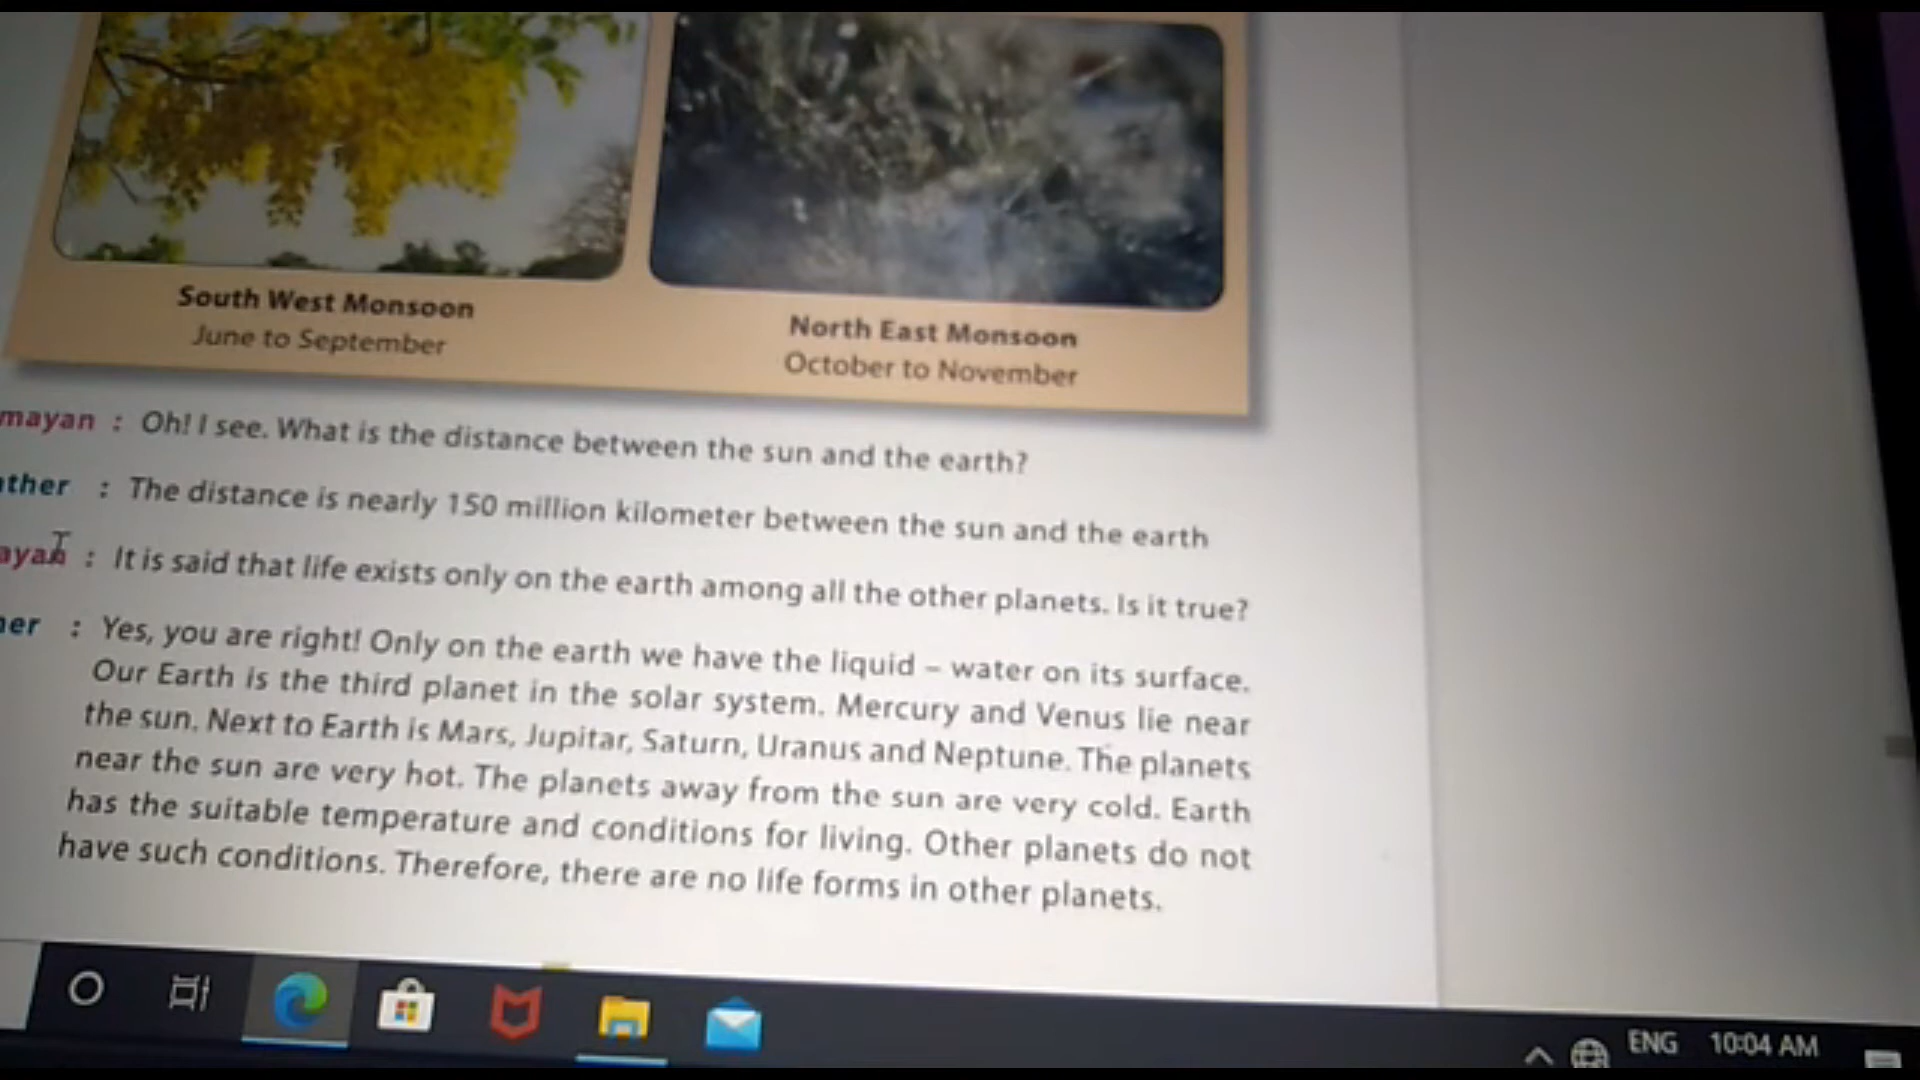 South West Monsoon
June to September
North East Monsoon
October to November
mayan : Oh! I see. What is the distance between the sun and the earth?
ather : The distance is nearly 150 million kilometer between the sun and the earth
ayan : It is said that life exists only on the earth among all the other planets. Is it true?
her : Yes, you are right! Only on the earth we have the liquid – water on its surface.
Our Earth is the third planet in the solar system. Mercury and Venus lie near
the sun. Next to Earth is Mars, Jupitar, Saturn, Uranus and Neptune. The planets
near the sun are very hot. The planets away from the sun are very cold. Earth
has the suitable temperature and conditions for living. Other planets do not
have such conditions. Therefore, there are no life forms in other planets.
ENG 10:04 AM